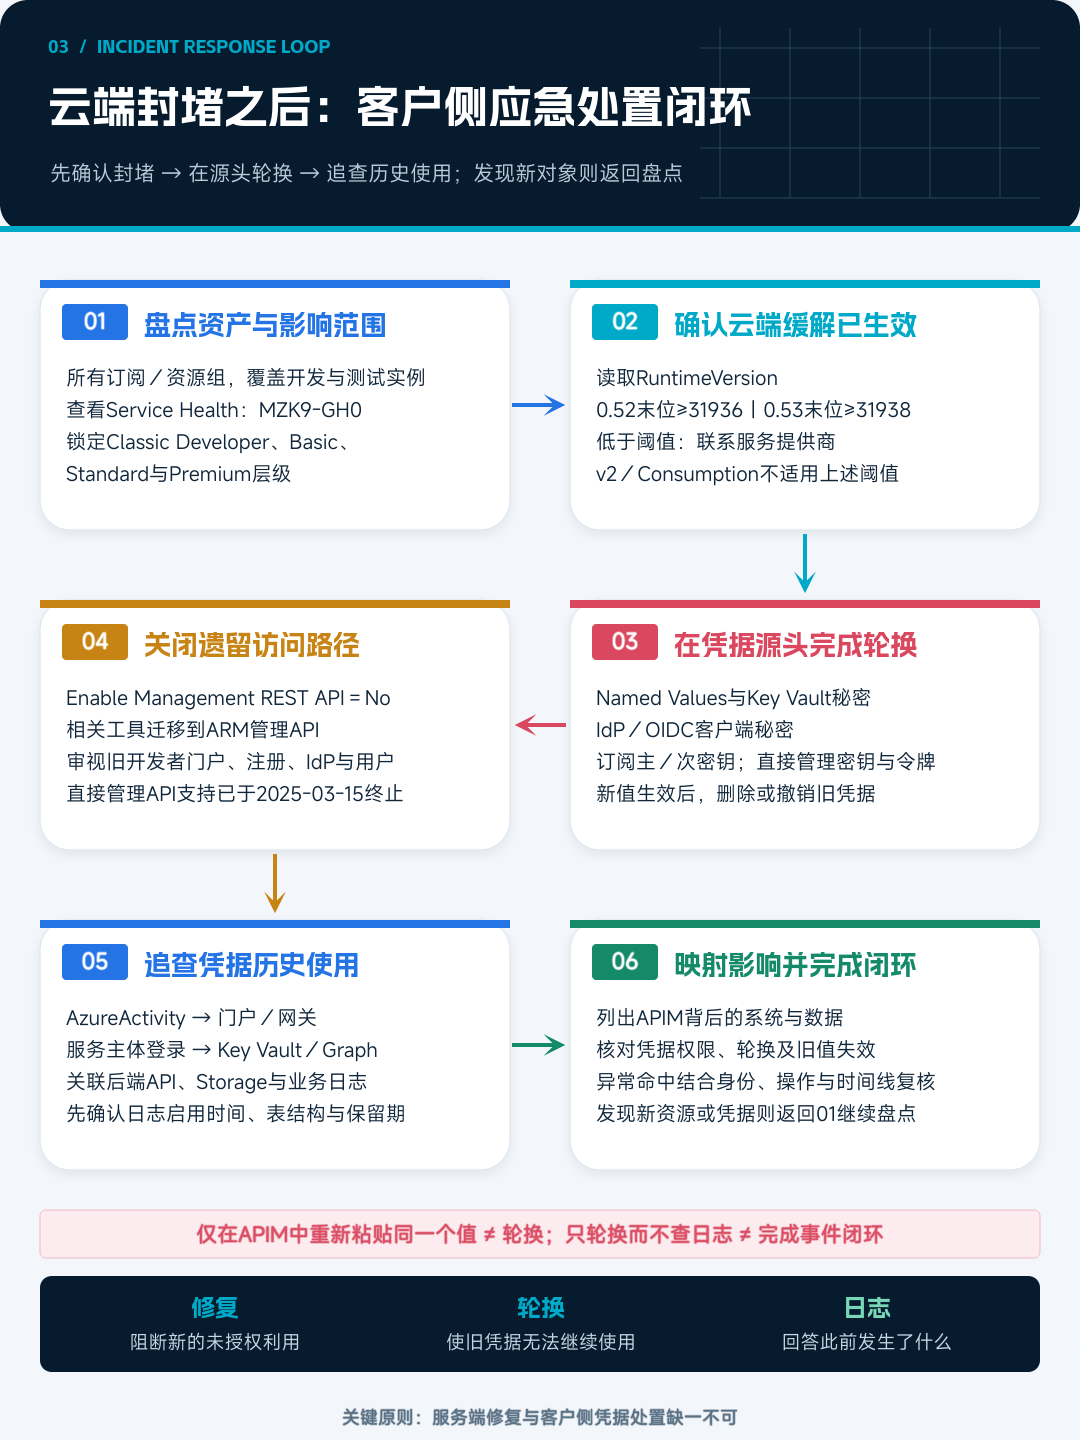 03 / INCIDENT RESPONSE LOOP
云端封堵之后：客户侧应急处置闭环
先确认封堵 → 在源头轮换 → 追查历史使用；发现新对象则返回盘点
01 盘点资产与影响范围
所有订阅／资源组，覆盖开发与测试实例
查看Service Health：MZK9-GH0
锁定Classic Developer、Basic、
Standard与Premium层级
02 确认云端缓解已生效
读取RuntimeVersion
0.52末位≥31936｜0.53末位≥31938
低于阈值：联系服务提供商
v2／Consumption不适用上述阈值
03 在凭据源头完成轮换
Named Values与Key Vault秘密
IdP／OIDC客户端秘密
订阅主／次密钥；直接管理密钥与令牌
新值生效后，删除或撤销旧凭据
04 关闭遗留访问路径
Enable Management REST API = No
相关工具迁移到ARM管理API
审视旧开发者门户、注册、IdP与用户
直接管理API支持已于2025-03-15终止
05 追查凭据历史使用
AzureActivity → 门户／网关
服务主体登录 → Key Vault／Graph
关联后端API、Storage与业务日志
先确认日志启用时间、表结构与保留期
06 映射影响并完成闭环
列出APIM背后的系统与数据
核对凭据权限、轮换及旧值失效
异常命中结合身份、操作与时间线复核
发现新资源或凭据则返回01继续盘点
仅在APIM中重新粘贴同一个值 ≠ 轮换；只轮换而不查日志 ≠ 完成事件闭环
修复
阻断新的未授权利用
轮换
使旧凭据无法继续使用
日志
回答此前发生了什么
关键原则：服务端修复与客户侧凭据处置缺一不可